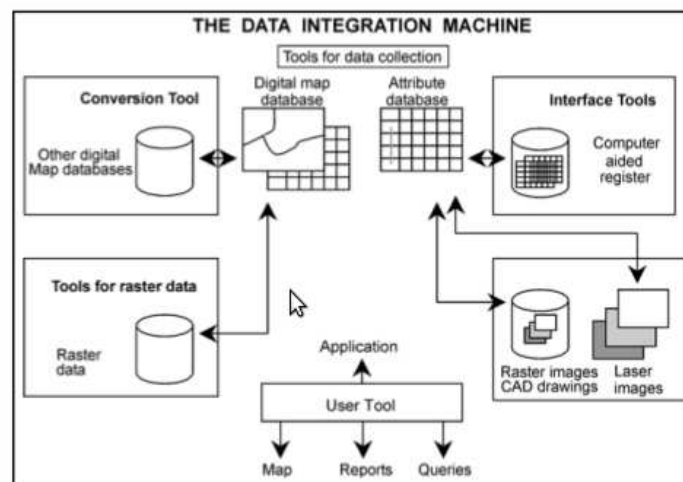 THE DATA INTEGRATION MACHINE
Tools for data collection
Conversion Tool
Other digital
Map databases
Digital map
database
Attribute
database
Interface Tools
Computer
aided
register
Tools for raster data
Raster
data
Raster images
CAD drawings
Laser
images
Application
User Tool
Map
Reports
Queries